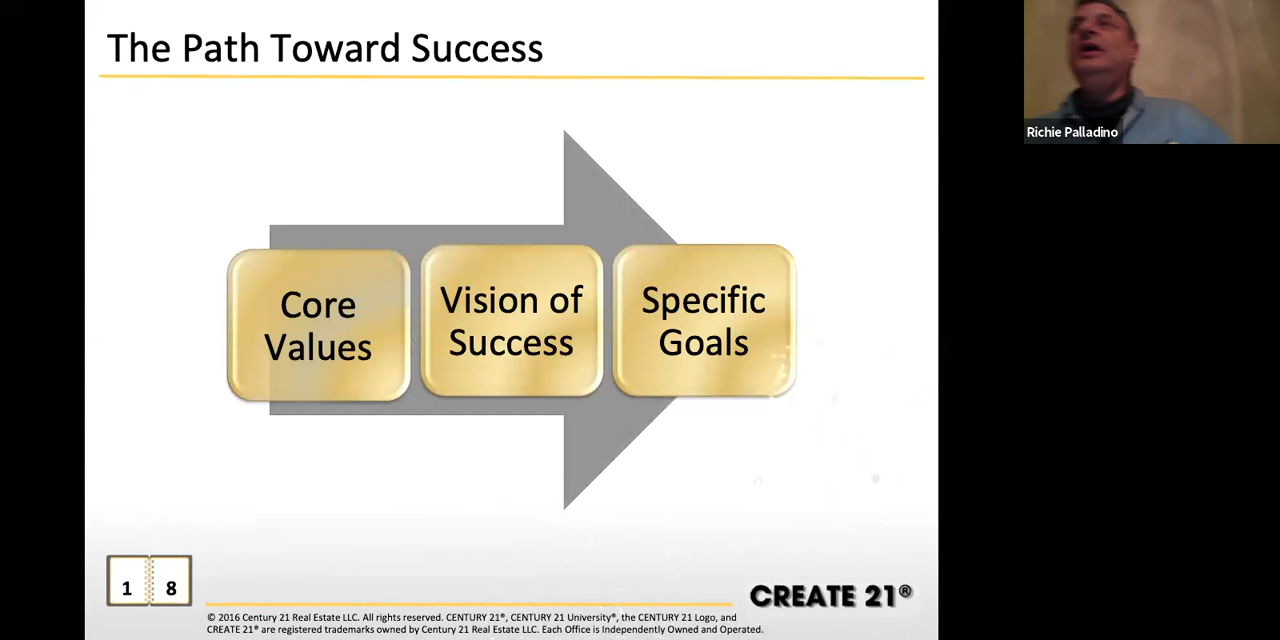 The Path Toward Success
Richie Palladino
Core
Values
Vision of
Success
Specific
Goals
1 8
CREATE 21®
© 2016 Century 21 Real Estate LLC. All rights reserved. CENTURY 21®, CENTURY 21 University®, the CENTURY 21 Logo, and
CREATE 21® are registered trademarks owned by Century 21 Real Estate LLC. Each Office is Independently Owned and Operated.